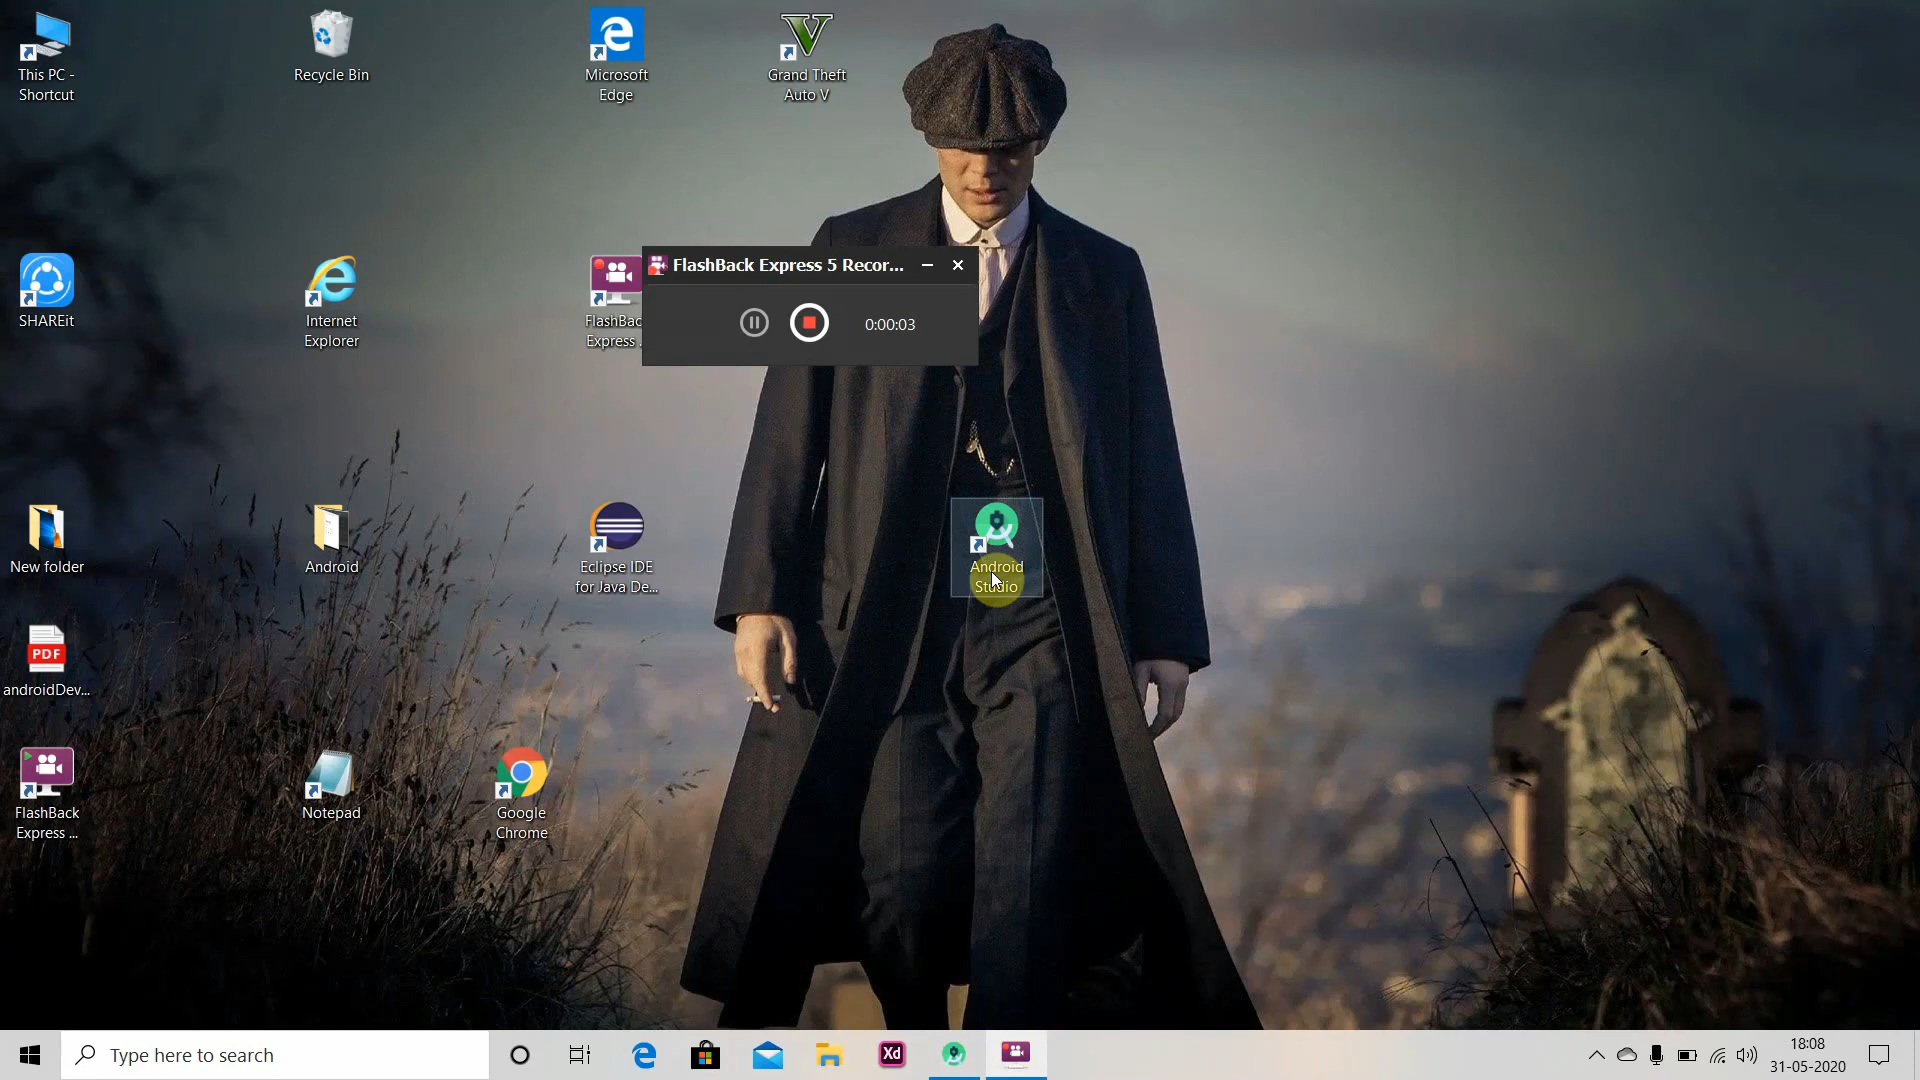 This PC -
Shortcut
Recycle Bin
Microsoft
Edge
Grand Theft
Auto V
SHAREit
Internet
Explorer
FlashBac
Express .
FlashBack Express 5 Recor...
0:00:03
New folder
Android
Eclipse IDE
for Java De...
Android
Studio
PDF
androidDev...
FlashBack
Express ...
Notepad
Google
Chrome
Type here to search
Xd
18:08
31-05-2020